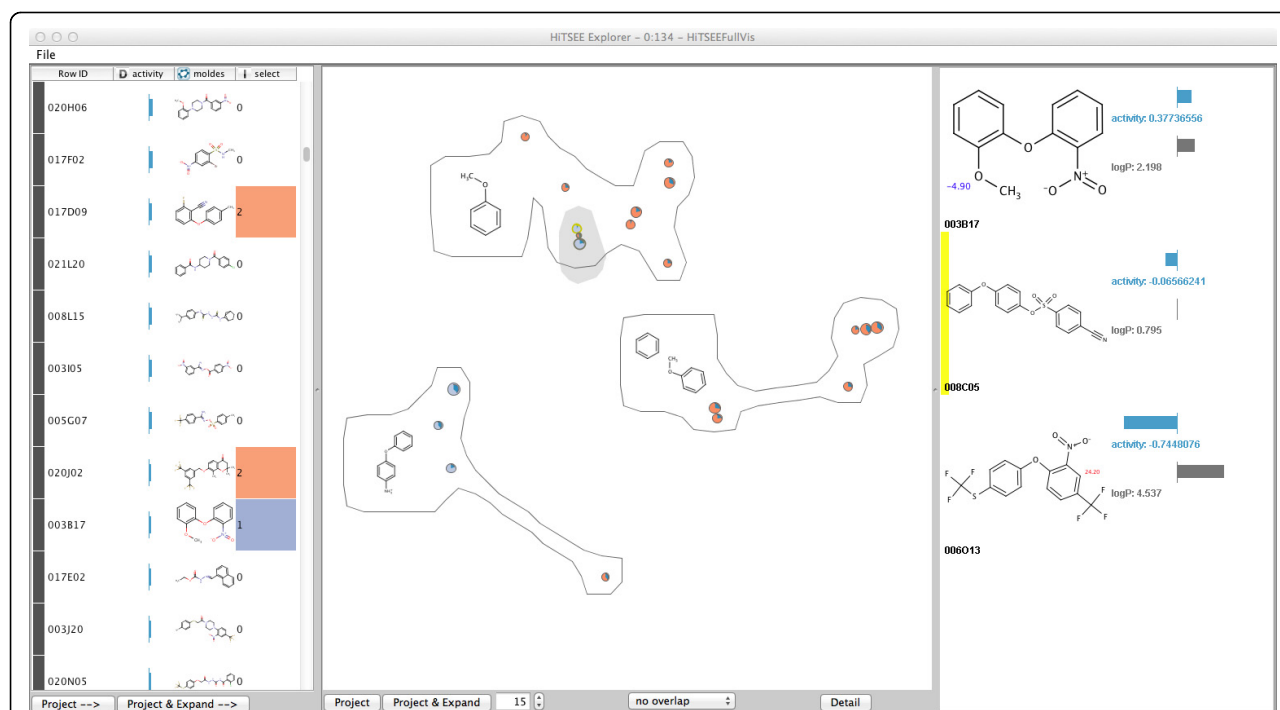 HiTSEE Explorer – 0:134 – HiTSEEFullVis
File
Row ID D activity moldes I select
020H06 0
017F02 0
017D09 2
021L20 0
008L15 0
003J05 0
005G07 0
020J02 2
003B17 1
017E02 0
003J20 0
020N05 0
Project --> Project & Expand -->
H₃C O
CH₃ O
Project Project & Expand 15 no overlap Detail
O O CH₃ N⁺ ⁻O O
-4.90
activity: 0.37736556
logP: 2.198
003B17
O O S O O N
activity: -0.06566241
logP: 0.795
008C05
F F F S O O N⁺ O⁻ F F F
24.20
activity: -0.7448076
logP: 4.537
006O13